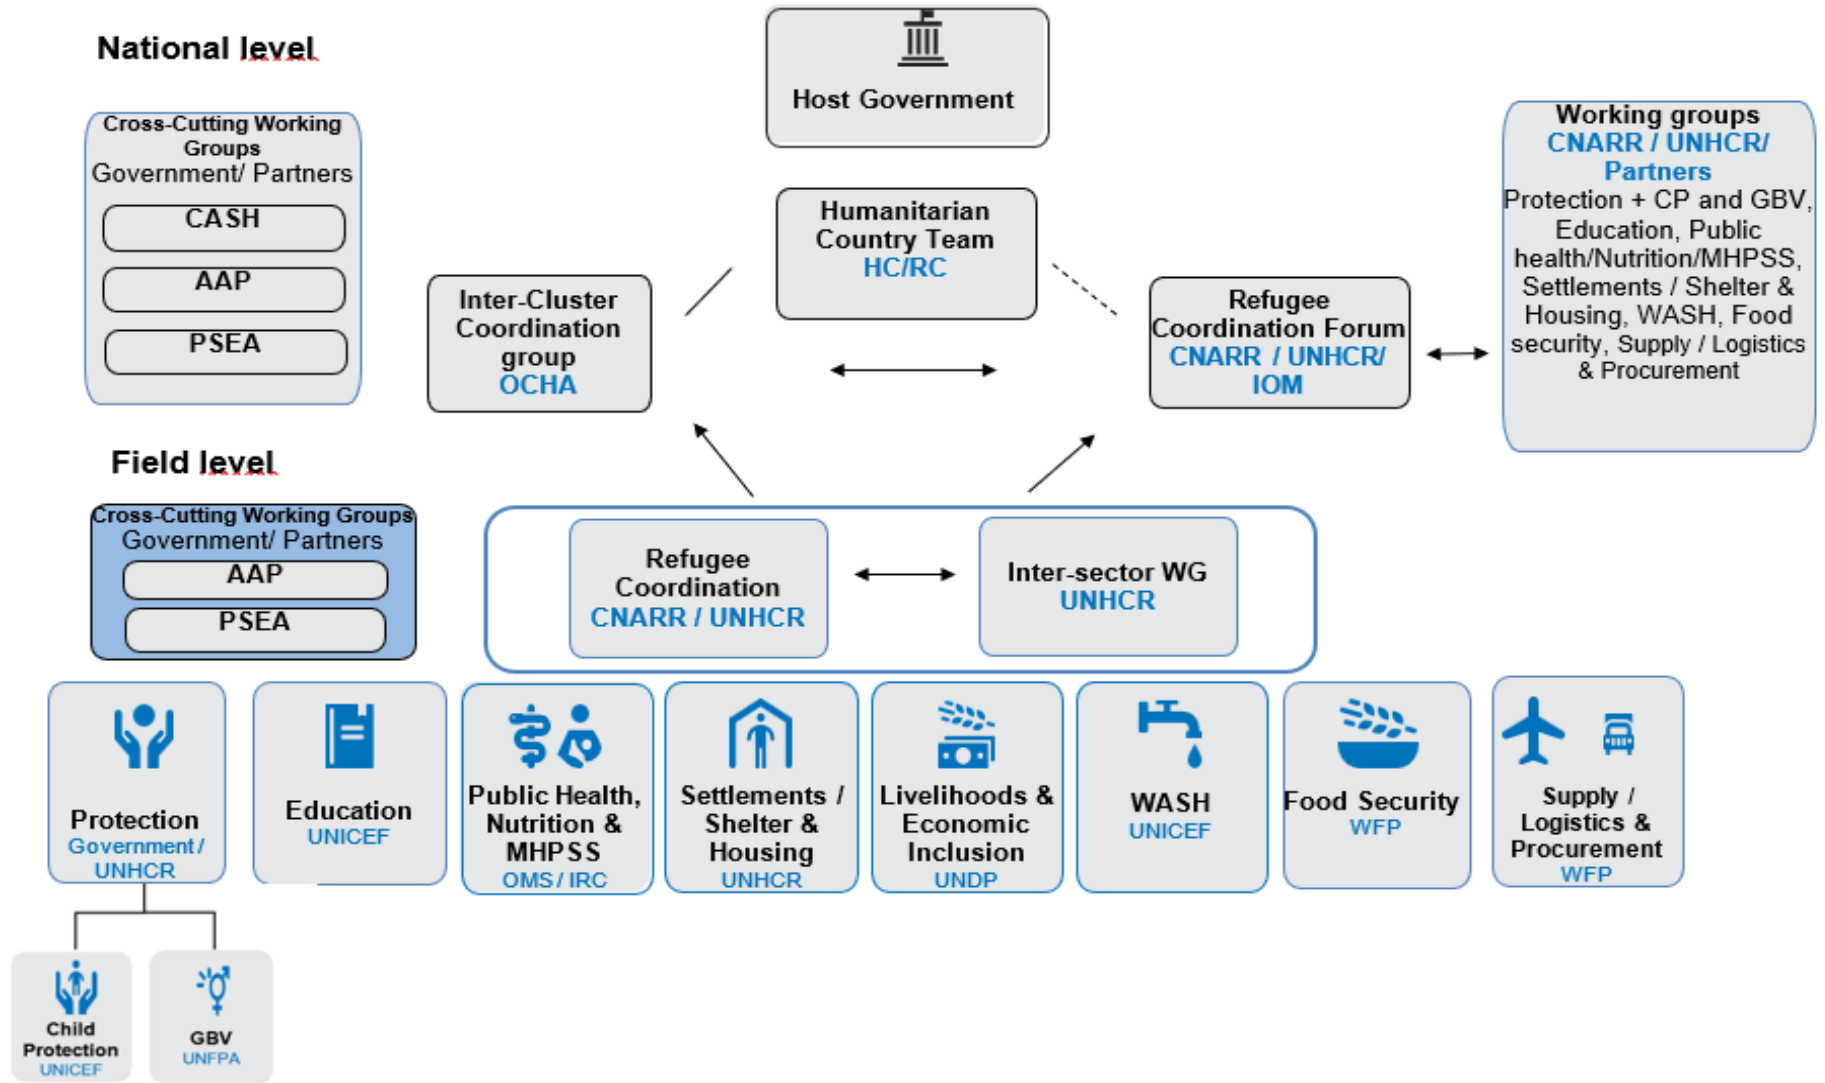 National level
Host Government
Cross-Cutting Working
Groups
Government/ Partners
CASH
AAP
PSEA
Humanitarian
Country Team
HC/RC
Inter-Cluster
Coordination
group
OCHA
Refugee
Coordination Forum
CNARR / UNHCR/
IOM
Working groups
CNARR / UNHCR/
Partners
Protection + CP and GBV,
Education, Public
health/Nutrition/MHPSS,
Settlements / Shelter &
Housing, WASH, Food
security, Supply / Logistics
& Procurement
Field level
Cross-Cutting Working Groups
Government/ Partners
AAP
PSEA
Refugee
Coordination
CNARR / UNHCR
Inter-sector WG
UNHCR
Protection
Government /
UNHCR
Education
UNICEF
Public Health,
Nutrition &
MHPSS
OMS / IRC
Settlements /
Shelter &
Housing
UNHCR
Livelihoods &
Economic
Inclusion
UNDP
WASH
UNICEF
Food Security
WFP
Supply /
Logistics &
Procurement
WFP
Child
Protection
UNICEF
GBV
UNFPA